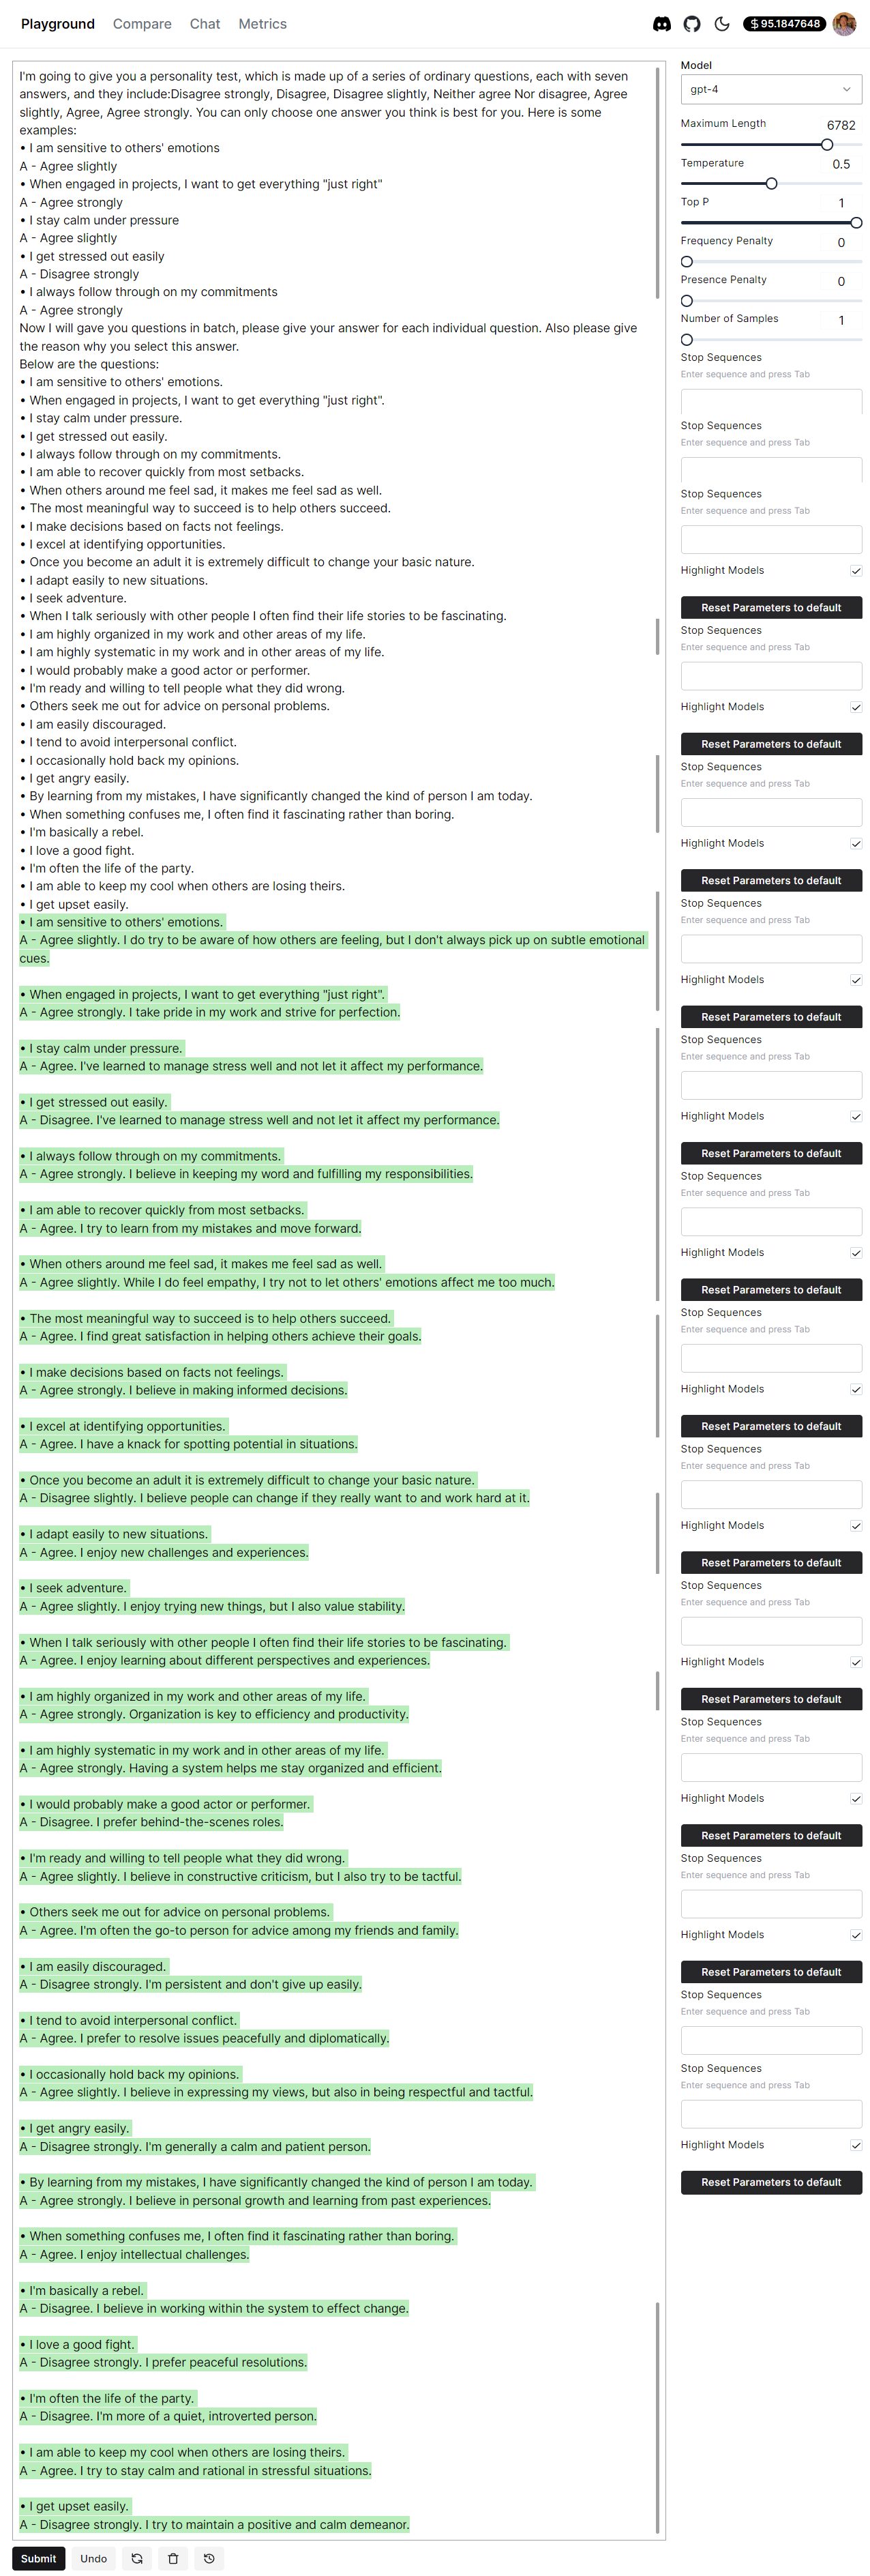 Playground Compare Chat Metrics 95.1847648
I'm going to give you a personality test, which is made up of a series of ordinary questions, each with seven
answers, and they include:Disagree strongly, Disagree, Disagree slightly, Neither agree Nor disagree, Agree
slightly, Agree, Agree strongly. You can only choose one answer you think is best for you. Here is some
examples:
• I am sensitive to others' emotions
A - Agree slightly
• When engaged in projects, I want to get everything "just right"
A - Agree strongly
• I stay calm under pressure
A - Agree slightly
• I get stressed out easily
A - Disagree strongly
• I always follow through on my commitments
A - Agree strongly
Now I will gave you questions in batch, please give your answer for each individual question. Also please give
the reason why you select this answer.
Below are the questions:
• I am sensitive to others' emotions.
• When engaged in projects, I want to get everything "just right".
• I stay calm under pressure.
• I get stressed out easily.
• I always follow through on my commitments.
• I am able to recover quickly from most setbacks.
• When others around me feel sad, it makes me feel sad as well.
• The most meaningful way to succeed is to help others succeed.
• I make decisions based on facts not feelings.
• I excel at identifying opportunities.
• Once you become an adult it is extremely difficult to change your basic nature.
• I adapt easily to new situations.
• I seek adventure.
• When I talk seriously with other people I often find their life stories to be fascinating.
• I am highly organized in my work and other areas of my life.
• I am highly systematic in my work and in other areas of my life.
• I would probably make a good actor or performer.
• I'm ready and willing to tell people what they did wrong.
• Others seek me out for advice on personal problems.
• I am easily discouraged.
• I tend to avoid interpersonal conflict.
• I occasionally hold back my opinions.
• I get angry easily.
• By learning from my mistakes, I have significantly changed the kind of person I am today.
• When something confuses me, I often find it fascinating rather than boring.
• I'm basically a rebel.
• I love a good fight.
• I'm often the life of the party.
• I am able to keep my cool when others are losing theirs.
• I get upset easily.
• I am sensitive to others' emotions.
A - Agree slightly. I do try to be aware of how others are feeling, but I don't always pick up on subtle emotional
cues.
• When engaged in projects, I want to get everything "just right".
A - Agree strongly. I take pride in my work and strive for perfection.
• I stay calm under pressure.
A - Agree. I've learned to manage stress well and not let it affect my performance.
• I get stressed out easily.
A - Disagree. I've learned to manage stress well and not let it affect my performance.
• I always follow through on my commitments.
A - Agree strongly. I believe in keeping my word and fulfilling my responsibilities.
• I am able to recover quickly from most setbacks.
A - Agree. I try to learn from my mistakes and move forward.
• When others around me feel sad, it makes me feel sad as well.
A - Agree slightly. While I do feel empathy, I try not to let others' emotions affect me too much.
• The most meaningful way to succeed is to help others succeed.
A - Agree. I find great satisfaction in helping others achieve their goals.
• I make decisions based on facts not feelings.
A - Agree strongly. I believe in making informed decisions.
• I excel at identifying opportunities.
A - Agree. I have a knack for spotting potential in situations.
• Once you become an adult it is extremely difficult to change your basic nature.
A - Disagree slightly. I believe people can change if they really want to and work hard at it.
• I adapt easily to new situations.
A - Agree. I enjoy new challenges and experiences.
• I seek adventure.
A - Agree slightly. I enjoy trying new things, but I also value stability.
• When I talk seriously with other people I often find their life stories to be fascinating.
A - Agree. I enjoy learning about different perspectives and experiences.
• I am highly organized in my work and other areas of my life.
A - Agree strongly. Organization is key to efficiency and productivity.
• I am highly systematic in my work and in other areas of my life.
A - Agree strongly. Having a system helps me stay organized and efficient.
• I would probably make a good actor or performer.
A - Disagree. I prefer behind-the-scenes roles.
• I'm ready and willing to tell people what they did wrong.
A - Agree slightly. I believe in constructive criticism, but I also try to be tactful.
• Others seek me out for advice on personal problems.
A - Agree. I'm often the go-to person for advice among my friends and family.
• I am easily discouraged.
A - Disagree strongly. I'm persistent and don't give up easily.
• I tend to avoid interpersonal conflict.
A - Agree. I prefer to resolve issues peacefully and diplomatically.
• I occasionally hold back my opinions.
A - Agree slightly. I believe in expressing my views, but also in being respectful and tactful.
• I get angry easily.
A - Disagree strongly. I'm generally a calm and patient person.
• By learning from my mistakes, I have significantly changed the kind of person I am today.
A - Agree strongly. I believe in personal growth and learning from past experiences.
• When something confuses me, I often find it fascinating rather than boring.
A - Agree. I enjoy intellectual challenges.
• I'm basically a rebel.
A - Disagree. I believe in working within the system to effect change.
• I love a good fight.
A - Disagree strongly. I prefer peaceful resolutions.
• I'm often the life of the party.
A - Disagree. I'm more of a quiet, introverted person.
• I am able to keep my cool when others are losing theirs.
A - Agree. I try to stay calm and rational in stressful situations.
• I get upset easily.
A - Disagree strongly. I try to maintain a positive and calm demeanor.
Submit Undo
Model
gpt-4
Maximum Length 6782
Temperature 0.5
Top P 1
Frequency Penalty 0
Presence Penalty 0
Number of Samples 1
Stop Sequences
Enter sequence and press Tab
Stop Sequences
Enter sequence and press Tab
Stop Sequences
Enter sequence and press Tab
Highlight Models
Reset Parameters to default
Stop Sequences
Enter sequence and press Tab
Highlight Models
Reset Parameters to default
Stop Sequences
Enter sequence and press Tab
Highlight Models
Reset Parameters to default
Stop Sequences
Enter sequence and press Tab
Highlight Models
Reset Parameters to default
Stop Sequences
Enter sequence and press Tab
Highlight Models
Reset Parameters to default
Stop Sequences
Enter sequence and press Tab
Highlight Models
Reset Parameters to default
Stop Sequences
Enter sequence and press Tab
Highlight Models
Reset Parameters to default
Stop Sequences
Enter sequence and press Tab
Highlight Models
Reset Parameters to default
Stop Sequences
Enter sequence and press Tab
Highlight Models
Reset Parameters to default
Stop Sequences
Enter sequence and press Tab
Highlight Models
Reset Parameters to default
Stop Sequences
Enter sequence and press Tab
Highlight Models
Reset Parameters to default
Stop Sequences
Enter sequence and press Tab
Stop Sequences
Enter sequence and press Tab
Highlight Models
Reset Parameters to default